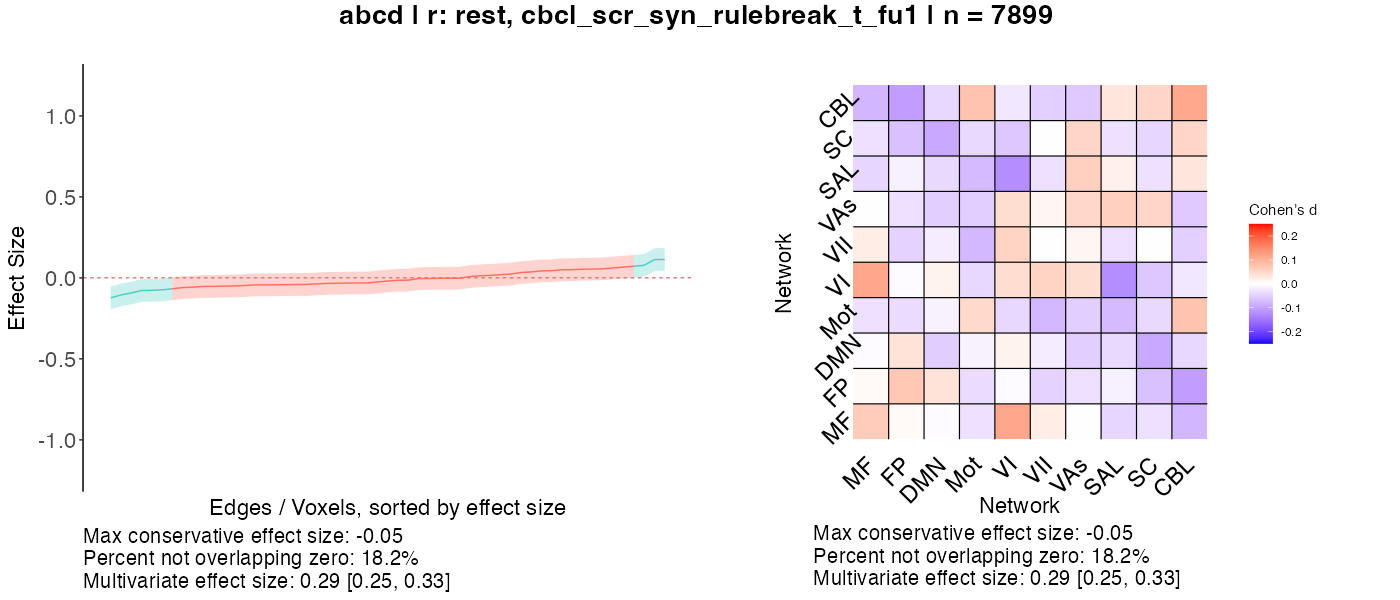 abcd | r: rest, cbcl_scr_syn_rulebreak_t_fu1 | n = 7899
Effect Size
1.0
0.5
0.0
-0.5
-1.0
Edges / Voxels, sorted by effect size
Max conservative effect size: -0.05
Percent not overlapping zero: 18.2%
Multivariate effect size: 0.29 [0.25, 0.33]
Network
CBL
SC
SAL
VAs
VII
VI
Mot
DMN
FP
MF
MF FP DMN Mot VI VII VAs SAL SC CBL
Network
Max conservative effect size: -0.05
Percent not overlapping zero: 18.2%
Multivariate effect size: 0.29 [0.25, 0.33]
Cohen's d
0.2
0.1
0.0
-0.1
-0.2